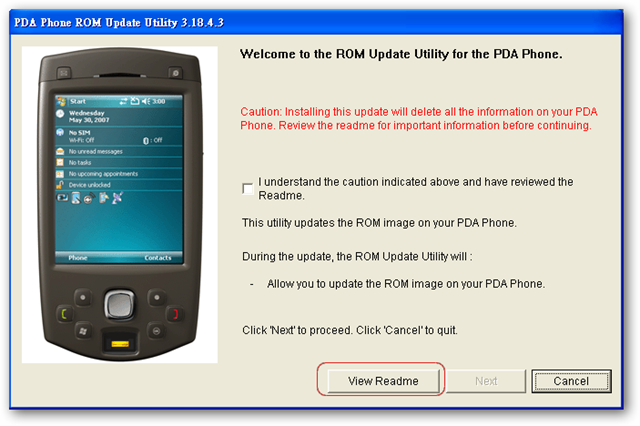 PDA Phone ROM Update Utility 3.18.4.3
Welcome to the ROM Update Utility for the PDA Phone.
Start
3:00
Wednesday
May 30, 2007
No SIM
Wi-Fi: Off
0 : Off
No unread messages
No tasks
No upcoming appointments
Device unlocked
Phone Contacts
Caution: Installing this update will delete all the information on your PDA
Phone. Review the readme for important information before continuing.
I understand the caution indicated above and have reviewed the
Readme.
This utility updates the ROM image on your PDA Phone.
During the update, the ROM Update Utility will :
- Allow you to update the ROM image on your PDA Phone.
Click 'Next' to proceed. Click 'Cancel' to quit.
View Readme Next Cancel